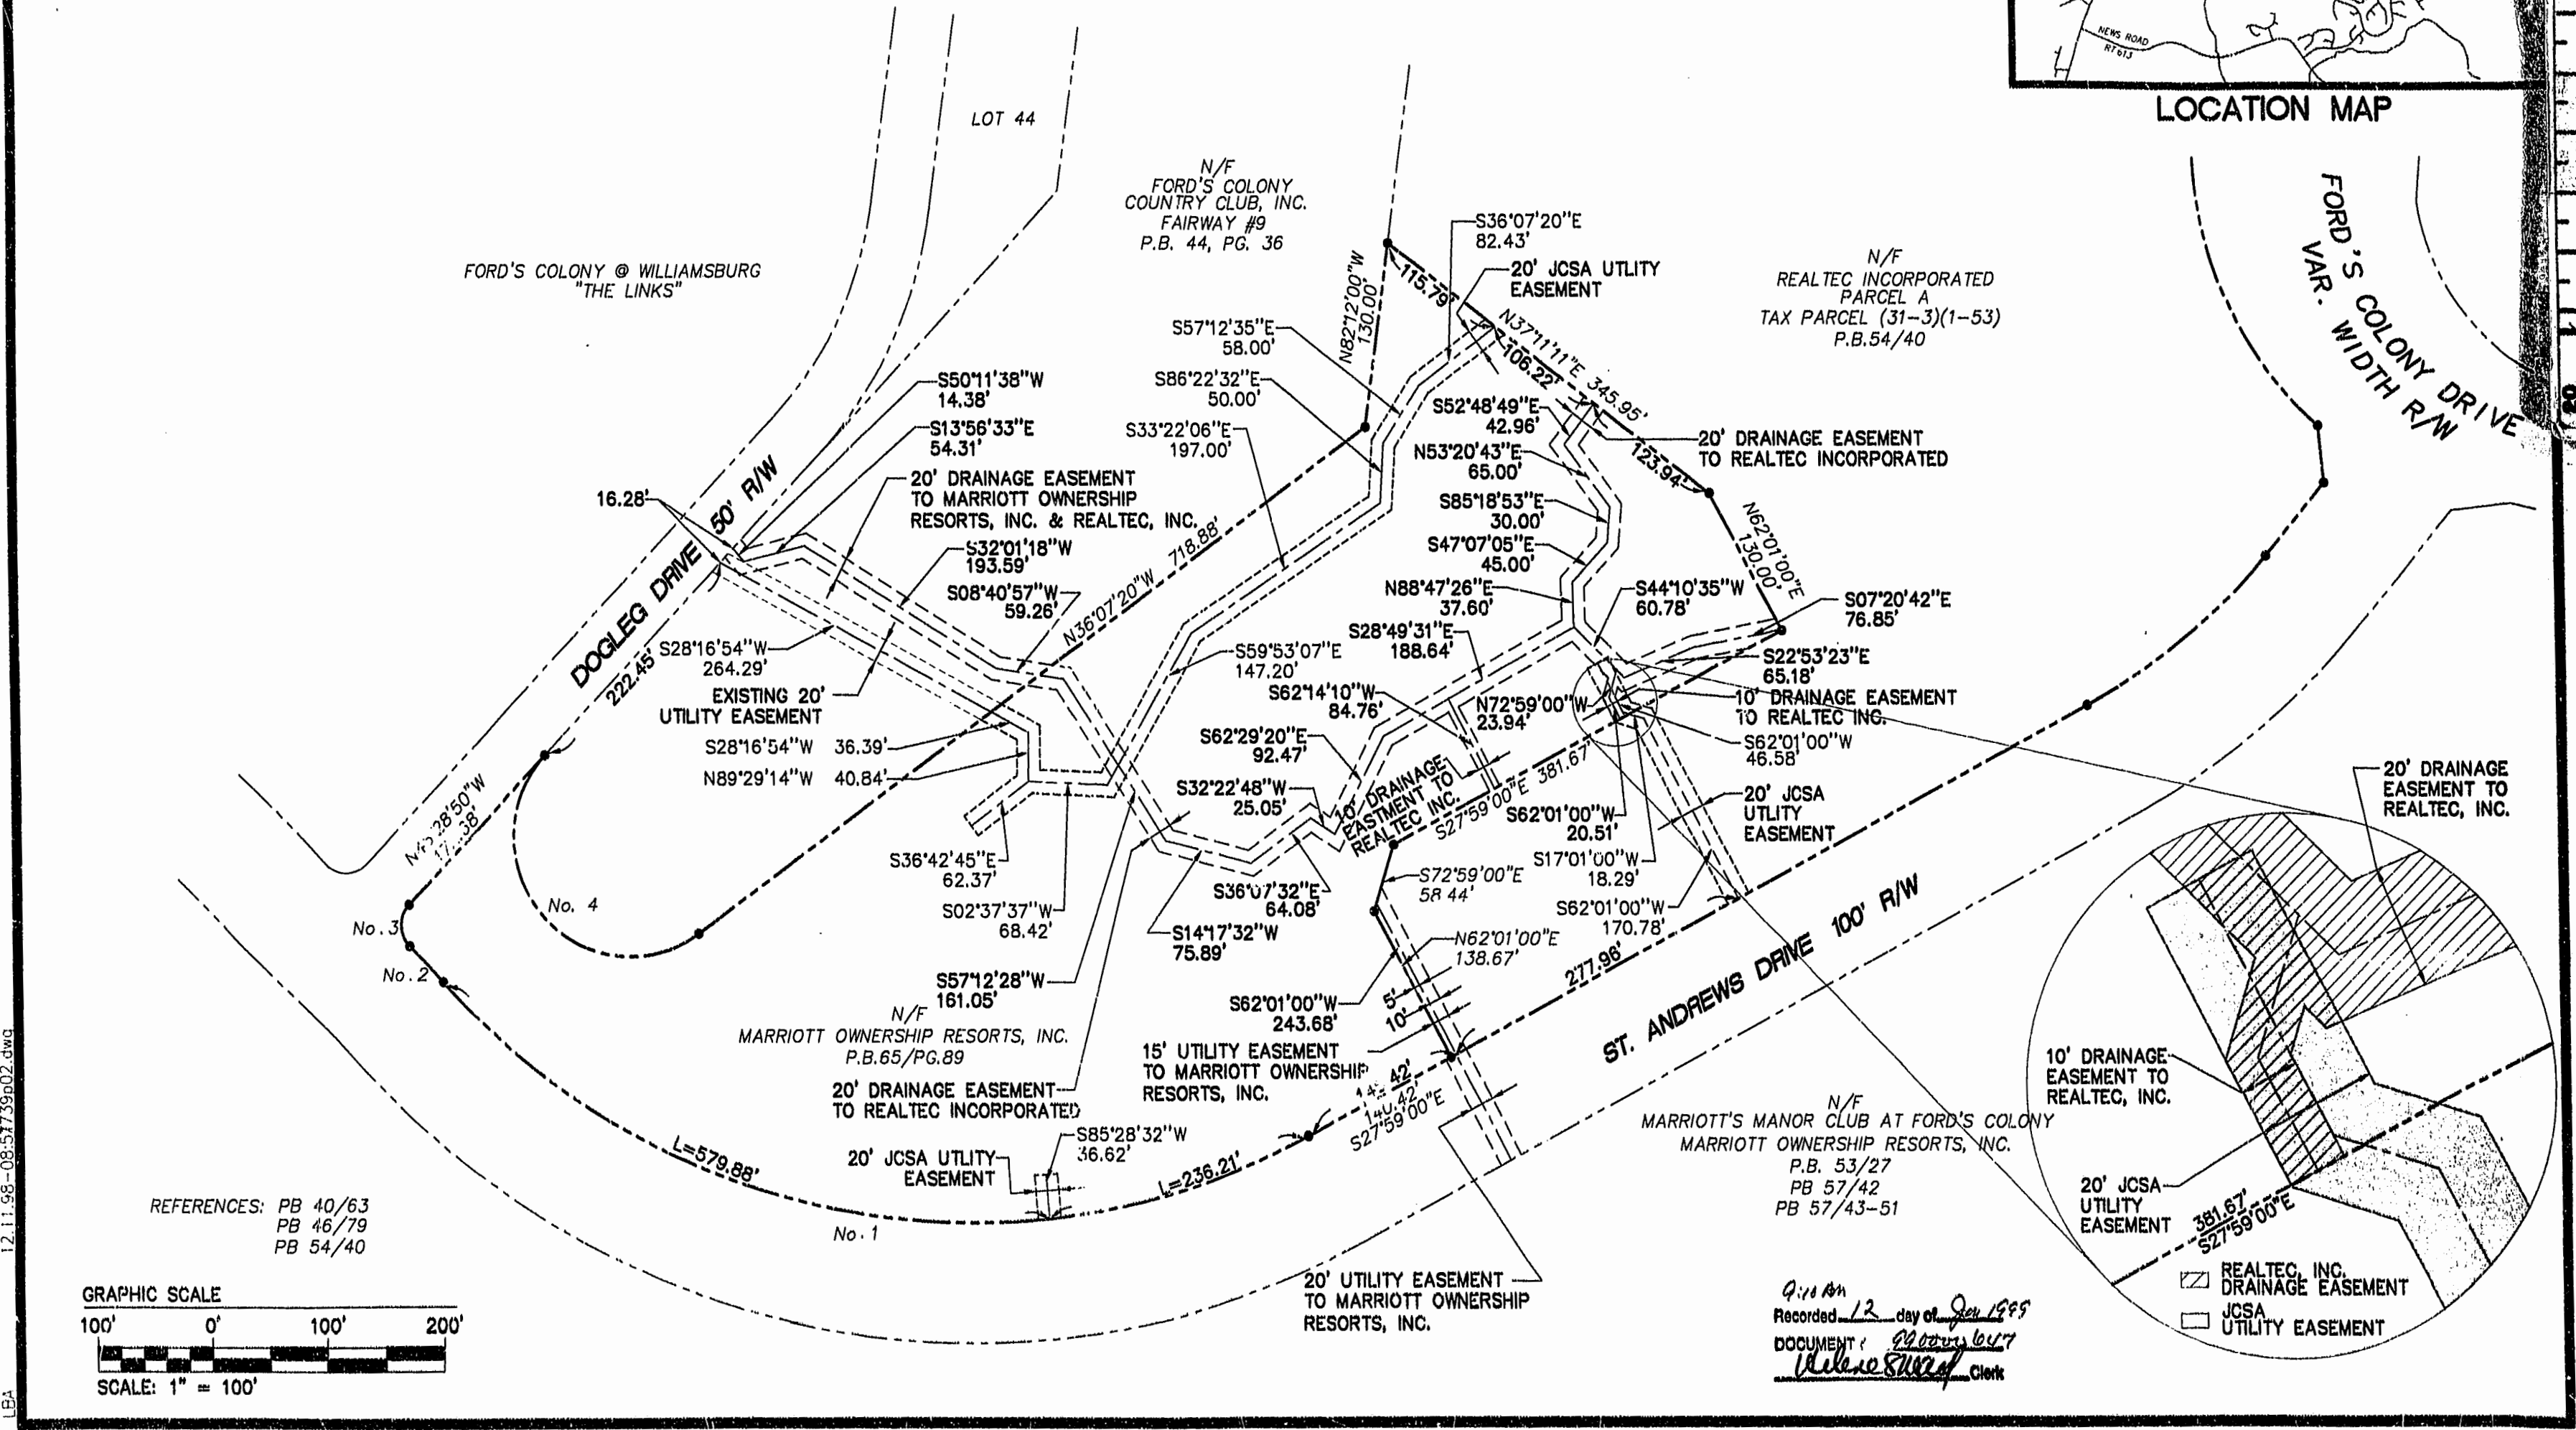 NEWS ROAD
RT 613
LOCATION MAP
LOT 44
N/F
FORD'S COLONY
COUNTRY CLUB, INC.
FAIRWAY #9
P.B. 44, PG. 36
FORD'S COLONY @ WILLIAMSBURG
"THE LINKS"
N/F
REALTEC INCORPORATED
PARCEL A
TAX PARCEL (31-3)(1-53)
P.B.54/40
FORD'S COLONY DRIVE
VAR. WIDTH R/W
S36°07'20"E
82.43'
20' JCSA UTLITY
EASEMENT
115.79'
N82°12'00"W
130.00'
N37°11'11"E 345.95'
106.22'
123.94'
S57°12'35"E
58.00'
S86°22'32"E
50.00'
S33°22'06"E
197.00'
S50°11'38"W
14.38'
S13°56'33"E
54.31'
20' DRAINAGE EASEMENT
TO MARRIOTT OWNERSHIP
RESORTS, INC. & REALTEC, INC.
16.28'
DOGLEG DRIVE 50' R/W
222.45'
S32°01'18"W
193.59'
S08°40'57"W
59.26'
N36°07'20"W 718.88'
S52°48'49"E
42.96'
N53°20'43"E
65.00'
S85°18'53"E
30.00'
S47°07'05"E
45.00'
N88°47'26"E
37.60'
20' DRAINAGE EASEMENT
TO REALTEC INCORPORATED
N62°01'00"E
130.00'
S44°10'35"W
60.78'
S07°20'42"E
76.85'
S28°49'31"E
188.64'
S22°53'23"E
65.18'
10' DRAINAGE EASEMENT
TO REALTEC INC.
S28°16'54"W
264.29'
EXISTING 20'
UTILITY EASEMENT
S28°16'54"W 36.39'
N89°29'14"W 40.84'
S59°53'07"E
147.20'
S62°14'10"W
84.76'
N72°59'00"W
23.94'
S62°29'20"E
92.47'
S62°01'00"W
46.58'
S32°22'48"W
25.05'
10' DRAINAGE
EASTMENT TO
REALTEC INC.
S27°59'00"E 381.67'
S62°01'00"W
20.51'
20' JCSA
UTLITY
EASEMENT
S17°01'00"W
18.29'
S36°42'45"E
62.37'
S02°37'37"W
68.42'
S36°07'32"E
64.08'
S14°17'32"W
75.89'
S72°59'00"E
58.44'
S62°01'00"W
170.78'
No. 4
No. 3
No. 2
S57°12'28"W
161.05'
N/F
MARRIOTT OWNERSHIP RESORTS, INC.
P.B.65/PG.89
N62°01'00"E
138.67'
277.96'
S62°01'00"W
243.68'
5'
10'
ST. ANDREWS DRIVE 100' R/W
15' UTILITY EASEMENT
TO MARRIOTT OWNERSHIP
RESORTS, INC.
S27°59'00"E
20' DRAINAGE EASEMENT
TO REALTEC INCORPORATED
S85°28'32"W
36.62'
20' JCSA UTLITY
EASEMENT
L=579.88'
L=236.21'
No. 1
REFERENCES: PB 40/63
PB 46/79
PB 54/40
N/F
MARRIOTT'S MANOR CLUB AT FORD'S COLONY
MARRIOTT OWNERSHIP RESORTS, INC.
P.B. 53/27
PB 57/42
PB 57/43-51
20' UTILITY EASEMENT
TO MARRIOTT OWNERSHIP
RESORTS, INC.
20' DRAINAGE
EASEMENT TO
REALTEC, INC.
10' DRAINAGE
EASEMENT TO
REALTEC, INC.
20' JCSA
UTILITY
EASEMENT
381.67'
S27°59'00"E
REALTEC, INC.
DRAINAGE EASEMENT
JCSA
UTILITY EASEMENT
GRAPHIC SCALE
100' 0' 100' 200'
SCALE: 1" = 100'
9:10 AM
Recorded 12 day of Jan 1999
DOCUMENT :
Clerk
LBA